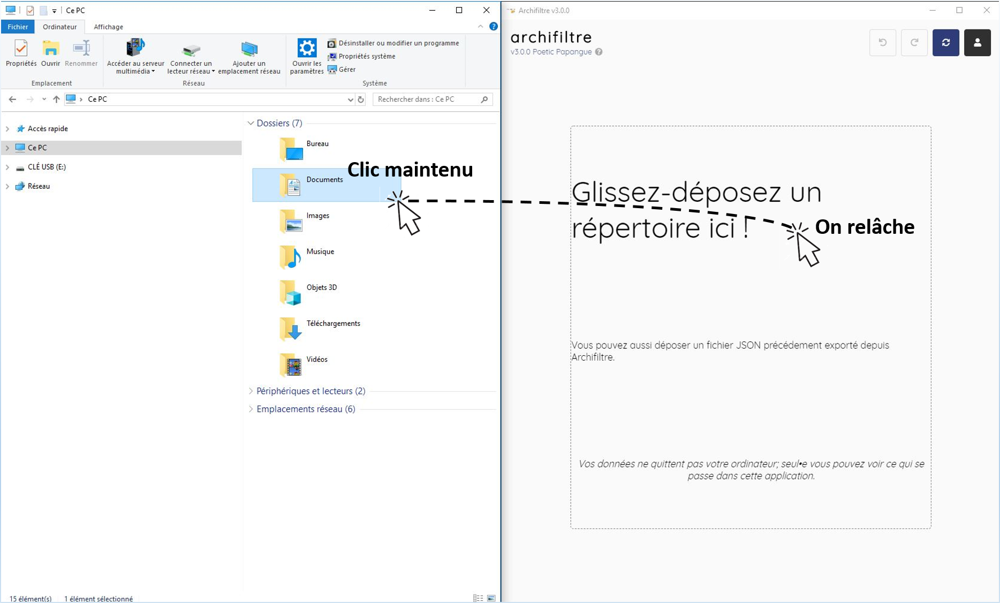 Ce PC
Fichier
Ordinateur
Affichage
Propriétés
Ouvrir
Renommer
Emplacement
Accéder au serveur
multimédia
Connecter un
lecteur réseau
Ajouter un
emplacement réseau
Réseau
Ouvrir les
paramètres
Désinstaller ou modifier un programme
Propriétés système
Gérer
Système
Ce PC
Rechercher dans : Ce PC
Accès rapide
Ce PC
CLÉ USB (E:)
Réseau
Dossiers (7)
Bureau
Documents
Images
Musique
Objets 3D
Téléchargements
Vidéos
Périphériques et lecteurs (2)
Emplacements réseau (6)
15 élément(s)
1 élément sélectionné
Clic maintenu
Archifiltre v3.0.0
archifiltre
v3.0.0 Poetic Papangue ?
Glissez-déposez un
répertoire ici !
On relâche
Vous pouvez aussi déposer un fichier JSON précédement exporté depuis
Archifiltre.
Vos données ne quittent pas votre ordinateur; seul•e vous pouvez voir ce qui se
passe dans cette application.